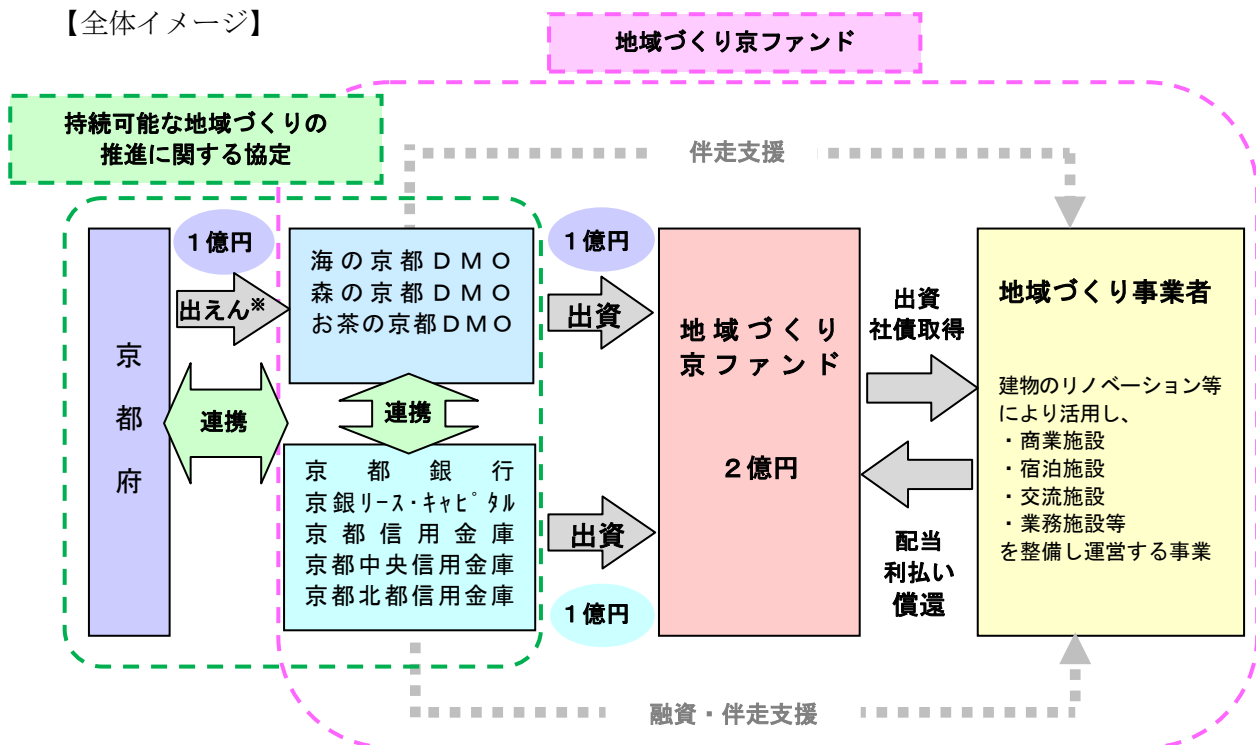 【全体イメージ】
地域づくり京ファンド
持続可能な地域づくりの
推進に関する協定
伴走支援
京都府
１億円
出えん※
連携
海の京都ＤＭＯ
森の京都ＤＭＯ
お茶の京都DMO
連携
京都銀行
京銀ﾘｰｽ・ｷｬﾋﾟﾀﾙ
京都信用金庫
京都中央信用金庫
京都北都信用金庫
１億円
出資
出資
１億円
地域づくり
京ファンド
２億円
出資
社債取得
配当
利払い
償還
地域づくり事業者
建物のリノベーション等
により活用し、
・商業施設
・宿泊施設
・交流施設
・業務施設等
を整備し運営する事業
融資・伴走支援